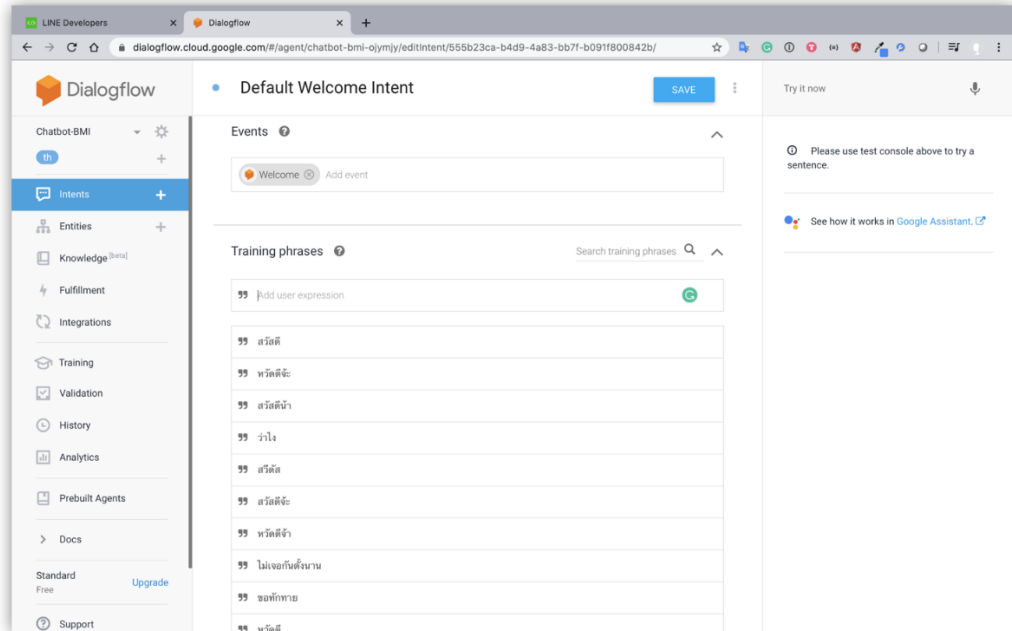 LINE Developers
Dialogflow
dialogflow.cloud.google.com/#/agent/chatbot-bmi-ojymjy/editIntent/555b23ca-b4d9-4a83-bb7f-b091f800842b/
Dialogflow
Default Welcome Intent
SAVE
Try it now
Chatbot-BMI
th
Events
Welcome
Add event
Please use test console above to try a
sentence.
Intents
Entities
See how it works in Google Assistant.
Knowledge [beta]
Training phrases
Search training phrases
Fulfillment
Add user expression
Integrations
สวัสดี
Training
หวัดดีจ้ะ
Validation
สวัสดีน้า
History
ว่าไง
Analytics
สวีดัส
Prebuilt Agents
สวัสดีจ้ะ
Docs
หวัดดีจ้า
ไม่เจอกันตั้งนาน
Standard
Free
Upgrade
ขอทักทาย
Support
หวัดดี